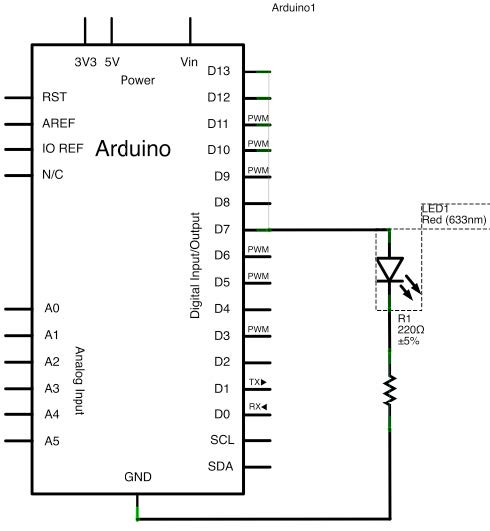 Arduino1
3V3 5V Vin
Power
D13
RST
D12
AREF
PWM
D11
IO REF
Arduino
PWM
D10
N/C
PWM
D9
D8
LED1
Red (633nm)
D7
Digital Input/Output
PWM
D6
PWM
D5
A0
D4
R1
220Ω
±5%
A1
PWM
D3
A2
D2
Analog Input
A3
TX▶
D1
A4
RX◀
D0
A5
SCL
SDA
GND